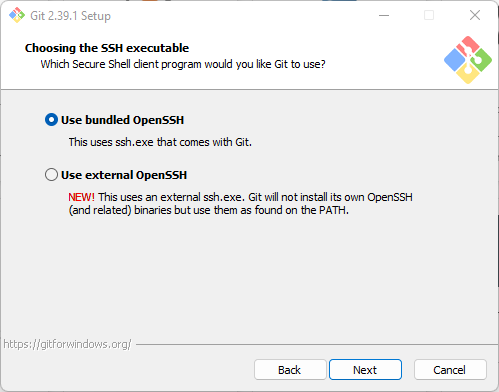 Git 2.39.1 Setup
Choosing the SSH executable
Which Secure Shell client program would you like Git to use?
Use bundled OpenSSH
This uses ssh.exe that comes with Git.
Use external OpenSSH
NEW! This uses an external ssh.exe. Git will not install its own OpenSSH
(and related) binaries but use them as found on the PATH.
https://gitforwindows.org/
Back Next Cancel